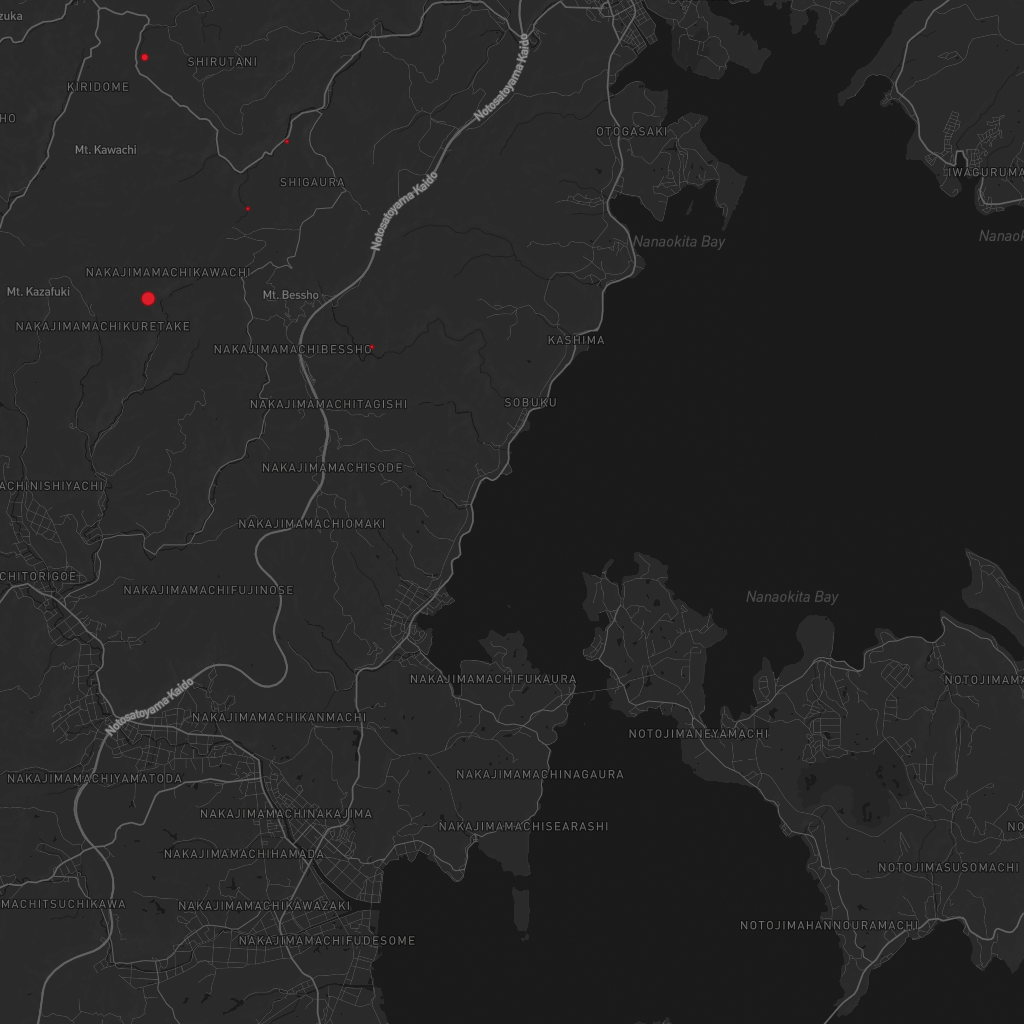 zuka
SHIRUTANI
KIRIDOME
Notosatoyama Kaido
HO
OTOGASAKI
Mt. Kawachi
IWAGURUMA
SHIGAURA
Notosatoyama Kaido
Nanaokita Bay
Nanaok
NAKAJIMAMACHIKAWACHI
Mt. Kazafuki
Mt. Bessho
NAKAJIMAMACHIKURETAKE
KASHIMA
NAKAJIMAMACHIBESSHO
NAKAJIMAMACHITAGISHI
SOBUKU
NAKAJIMAMACHISODE
ACHINISHIYACHI
NAKAJIMAMACHIOMAKI
CHITORIGOE
NAKAJIMAMACHIFUJINOSE
Nanaokita Bay
NAKAJIMAMACHIFUKAURA
NOTOJIMAMA
Notosatoyama Kaido
NAKAJIMAMACHIKANMACHI
NOTOJIMANEYAMACHI
NAKAJIMAMACHIYAMATODA
NAKAJIMAMACHINAGAURA
NAKAJIMAMACHINAKAJIMA
NAKAJIMAMACHISEARASHI
NO
NAKAJIMAMACHIHAMADA
NOTOJIMASUSOMACHI
MACHITSUCHIKAWA
NAKAJIMAMACHIKAWAZAKI
NOTOJIMAHANNOURAMACHI
NAKAJIMAMACHIFUDESOME